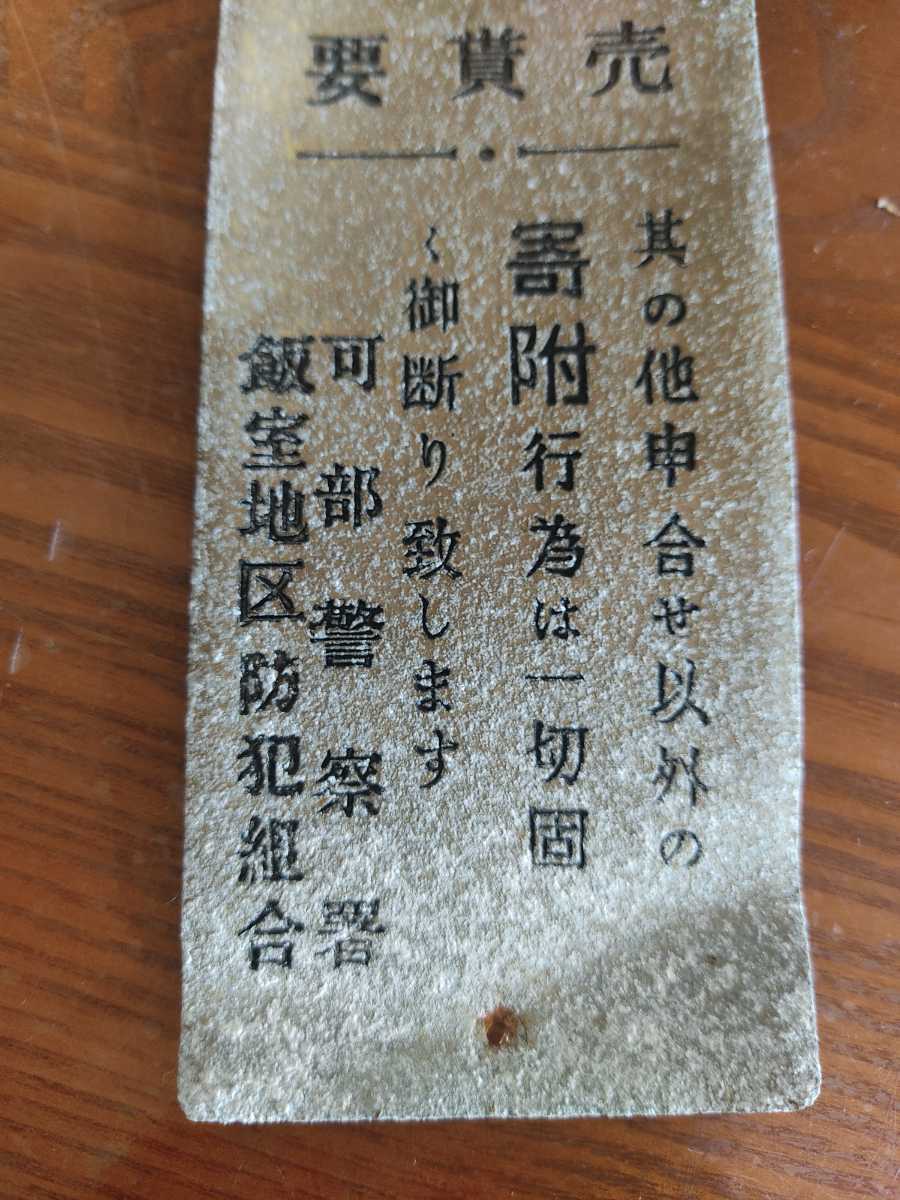 売貰要
其の他申合せ以外の
寄附行為は一切固
く御断り致します
可部警察署
飯室地区防犯組合